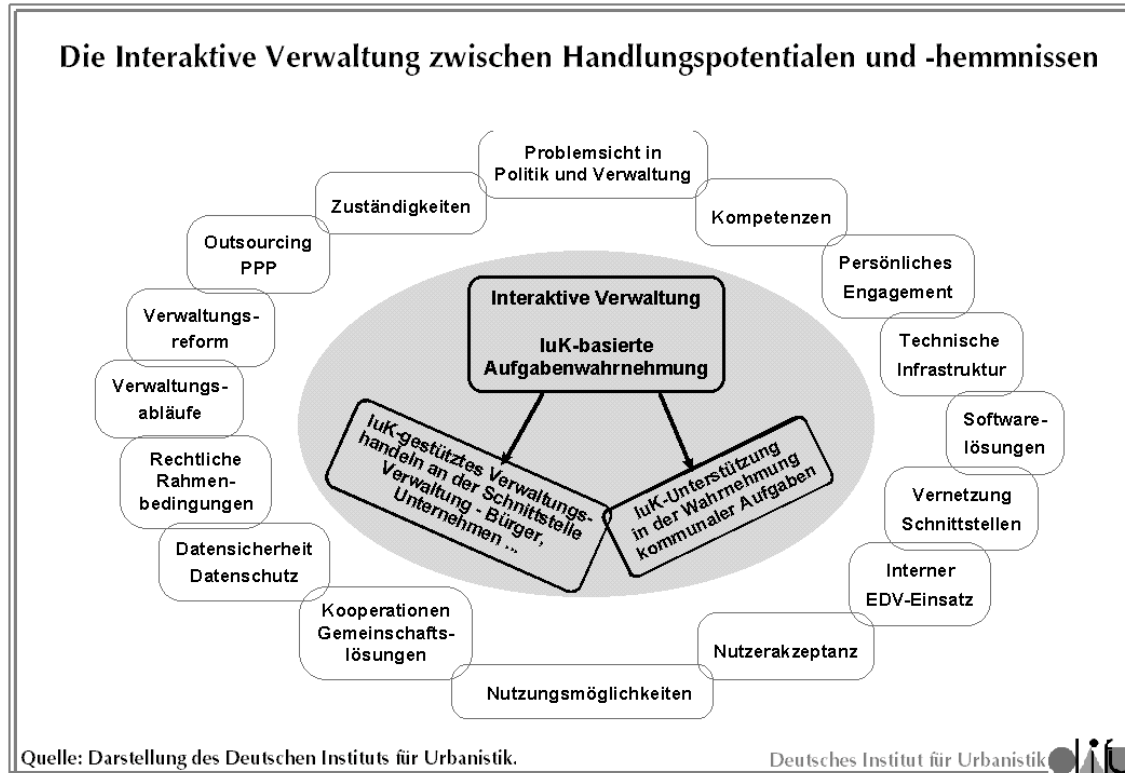 Die Interaktive Verwaltung zwischen Handlungspotentialen und -hemmnissen
Problemsicht in
Politik und Verwaltung
Zuständigkeiten
Kompetenzen
Outsourcing
PPP
Persönliches
Engagement
Interaktive Verwaltung
IuK-basierte
Aufgabenwahrnehmung
Verwaltungs-
reform
Technische
Infrastruktur
Verwaltungs-
abläufe
Software-
lösungen
IuK-gestütztes Verwaltungs-
handeln an der Schnittstelle
Verwaltung - Bürger,
Unternehmen ...
IuK-Unterstützung
in der Wahrnehmung
kommunaler Aufgaben
Rechtliche
Rahmen-
bedingungen
Vernetzung
Schnittstellen
Datensicherheit
Datenschutz
Interner
EDV-Einsatz
Kooperationen
Gemeinschafts-
lösungen
Nutzerakzeptanz
Nutzungsmöglichkeiten
Quelle: Darstellung des Deutschen Instituts für Urbanistik.
Deutsches Institut für Urbanistik
difu